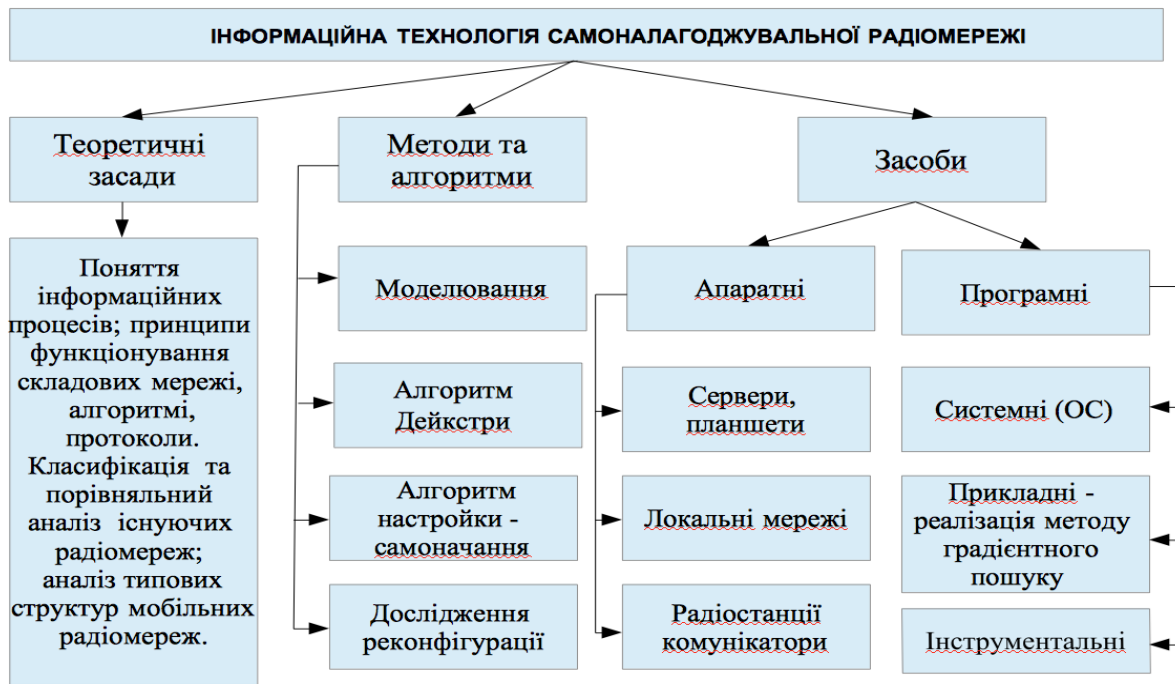 ІНФОРМАЦІЙНА ТЕХНОЛОГІЯ САМОНАЛАГОДЖУВАЛЬНОЇ РАДІОМЕРЕЖІ
Теоретичні
засади
Методи та
алгоритми
Засоби
Поняття
інформаційних
процесів; принципи
функціонування
складових мережі,
алгоритмі,
протоколи.
Класифікація та
порівняльний
аналіз існуючих
радіомереж;
аналіз типових
структур мобільних
радіомереж.
Моделювання
Алгоритм
Дейкстри
Алгоритм
настройки -
самоначання
Дослідження
реконфігурації
Апаратні
Сервери,
планшети
Локальні мережі
Радіостанції
комунікатори
Програмні
Системні (ОС)
Прикладні -
реалізація методу
градієнтного
пошуку
Інструментальні